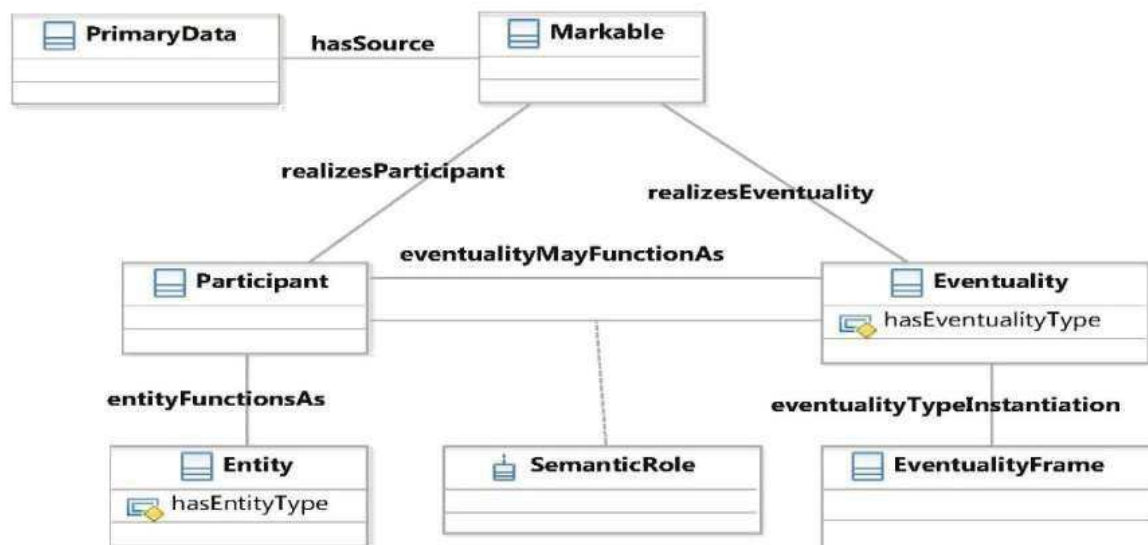 PrimaryData
hasSource
Markable
realizesParticipant
realizesEventuality
eventualityMayFunctionAs
Participant
Eventuality
hasEventualityType
entityFunctionsAs
eventualityTypeInstantiation
Entity
hasEntityType
SemanticRole
EventualityFrame